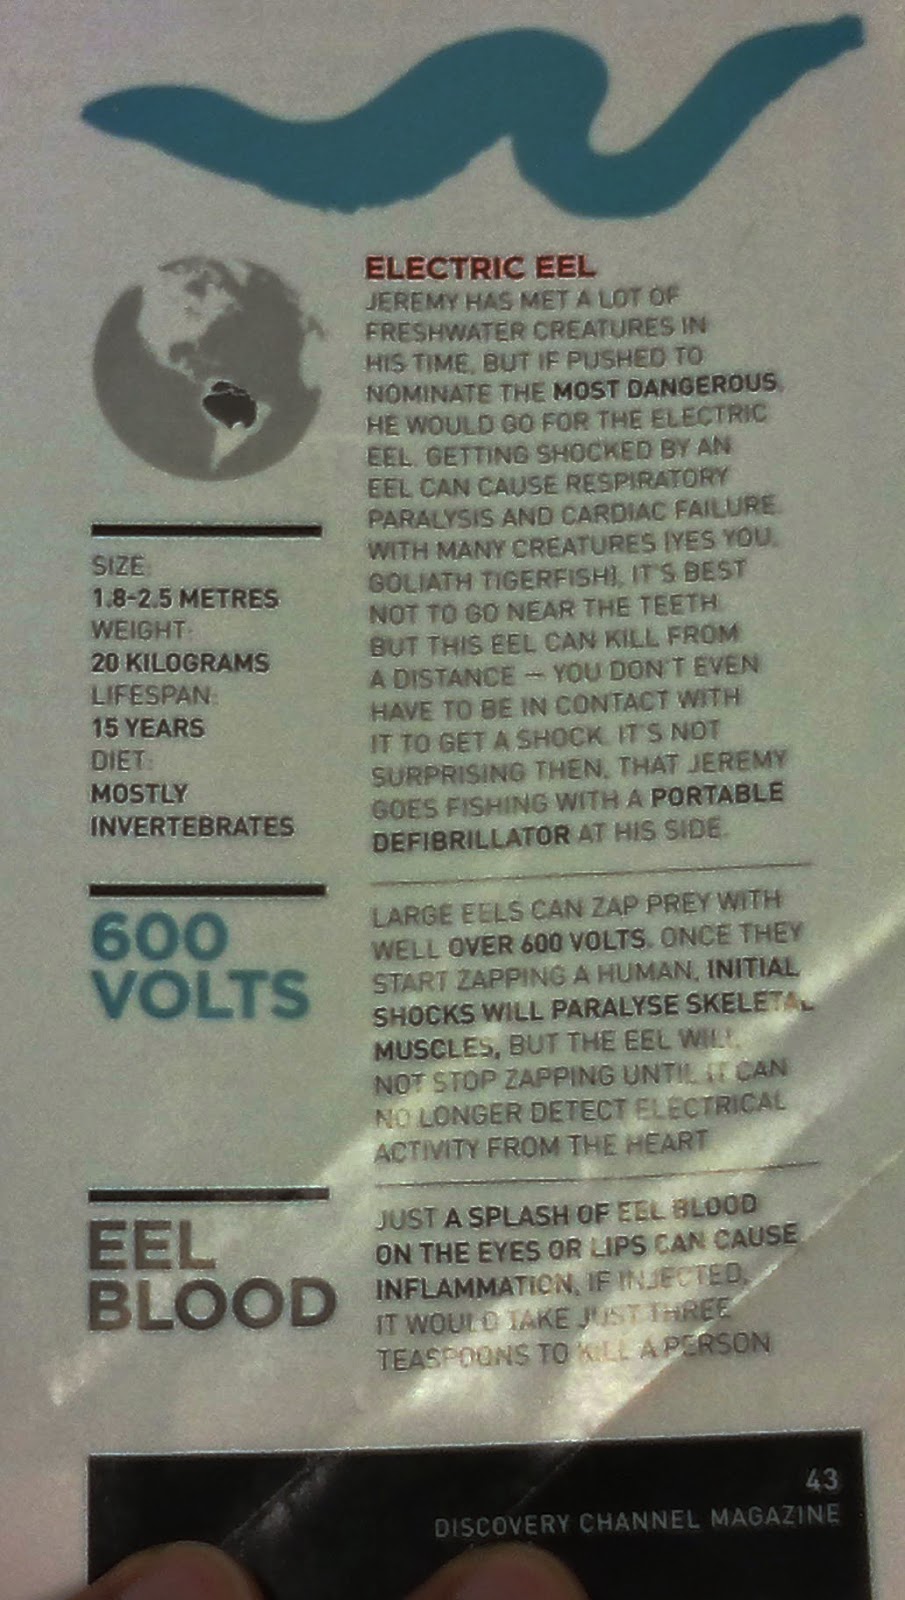 ELECTRIC EEL
JEREMY HAS MET A LOT OF
FRESHWATER CREATURES IN
HIS TIME, BUT IF PUSHED TO
NOMINATE THE MOST DANGEROUS,
HE WOULD GO FOR THE ELECTRIC
EEL. GETTING SHOCKED BY AN
EEL CAN CAUSE RESPIRATORY
PARALYSIS AND CARDIAC FAILURE.
WITH MANY CREATURES (YES YOU,
GOLIATH TIGERFISH), IT'S BEST
NOT TO GO NEAR THE TEETH.
BUT THIS EEL CAN KILL FROM
A DISTANCE — YOU DON'T EVEN
HAVE TO BE IN CONTACT WITH
IT TO GET A SHOCK. IT'S NOT
SURPRISING THEN, THAT JEREMY
GOES FISHING WITH A PORTABLE
DEFIBRILLATOR AT HIS SIDE.
SIZE:
1.8-2.5 METRES
WEIGHT:
20 KILOGRAMS
LIFESPAN:
15 YEARS
DIET:
MOSTLY
INVERTEBRATES
600
VOLTS
LARGE EELS CAN ZAP PREY WITH
WELL OVER 600 VOLTS. ONCE THEY
START ZAPPING A HUMAN, INITIAL
SHOCKS WILL PARALYSE SKELETAL
MUSCLES, BUT THE EEL WILL
NOT STOP ZAPPING UNTIL IT CAN
NO LONGER DETECT ELECTRICAL
ACTIVITY FROM THE HEART
EEL
BLOOD
JUST A SPLASH OF EEL BLOOD
ON THE EYES OR LIPS CAN CAUSE
INFLAMMATION. IF INJECTED,
IT WOULD TAKE JUST THREE
TEASPOONS TO KILL A PERSON
43
DISCOVERY CHANNEL MAGAZINE